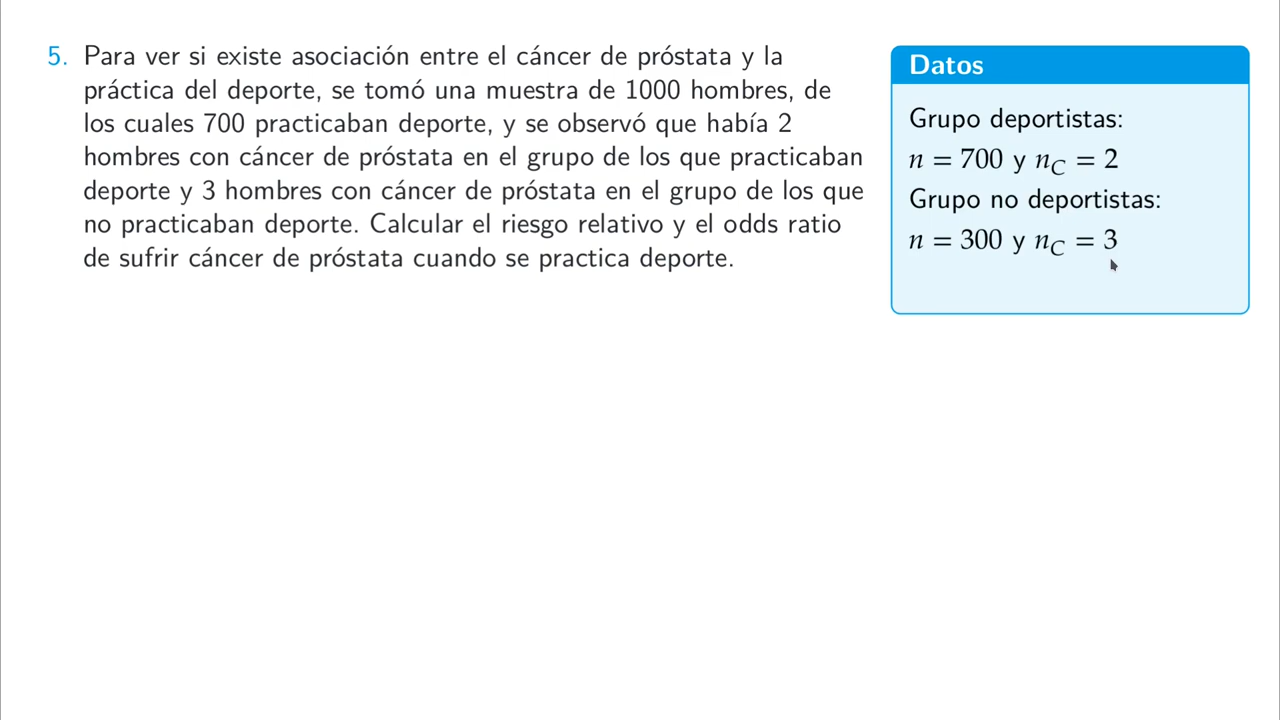 5. Para ver si existe asociación entre el cáncer de próstata y la
práctica del deporte, se tomó una muestra de 1000 hombres, de
los cuales 700 practicaban deporte, y se observó que había 2
hombres con cáncer de próstata en el grupo de los que practicaban
deporte y 3 hombres con cáncer de próstata en el grupo de los que
no practicaban deporte. Calcular el riesgo relativo y el odds ratio
de sufrir cáncer de próstata cuando se practica deporte.
Datos
Grupo deportistas:
n = 700 y n_C = 2
Grupo no deportistas:
n = 300 y n_C = 3